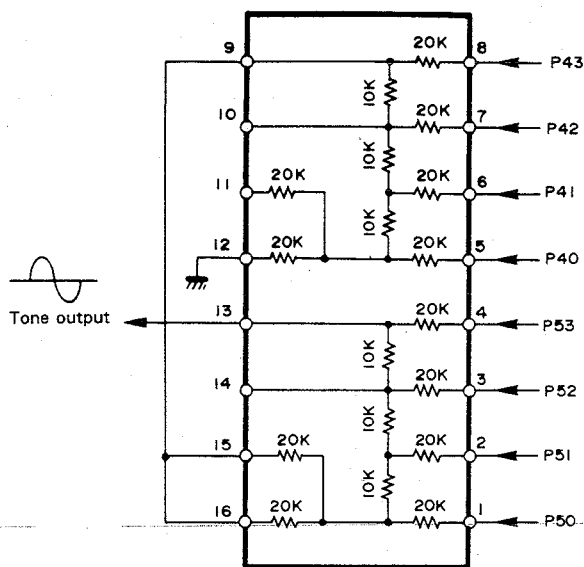 9 20K 8 P43
10K
10 20K 7 P42
10K
11 20K 20K 6 P41
10K
12 20K 20K 5 P40
Tone output
13 20K 4 P53
10K
14 20K 3 P52
10K
15 20K 20K 2 P51
10K
16 20K 20K 1 P50